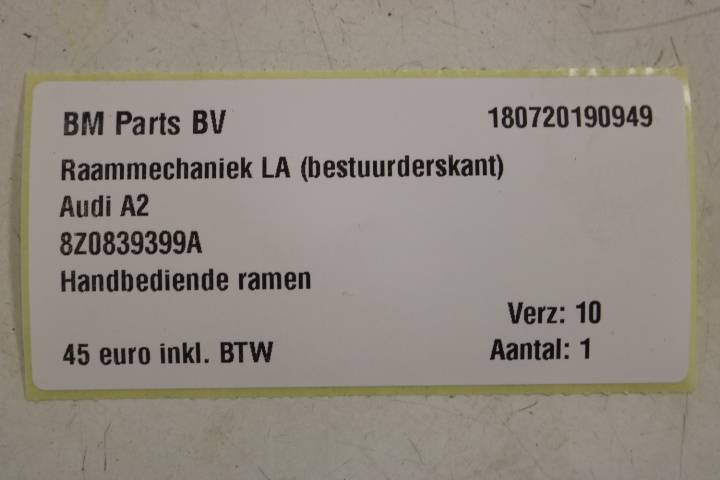 BM Parts BV 180720190949
Raammechaniek LA (bestuurderskant)
Audi A2
8Z0839399A
Handbediende ramen
Verz: 10
45 euro inkl. BTW Aantal: 1